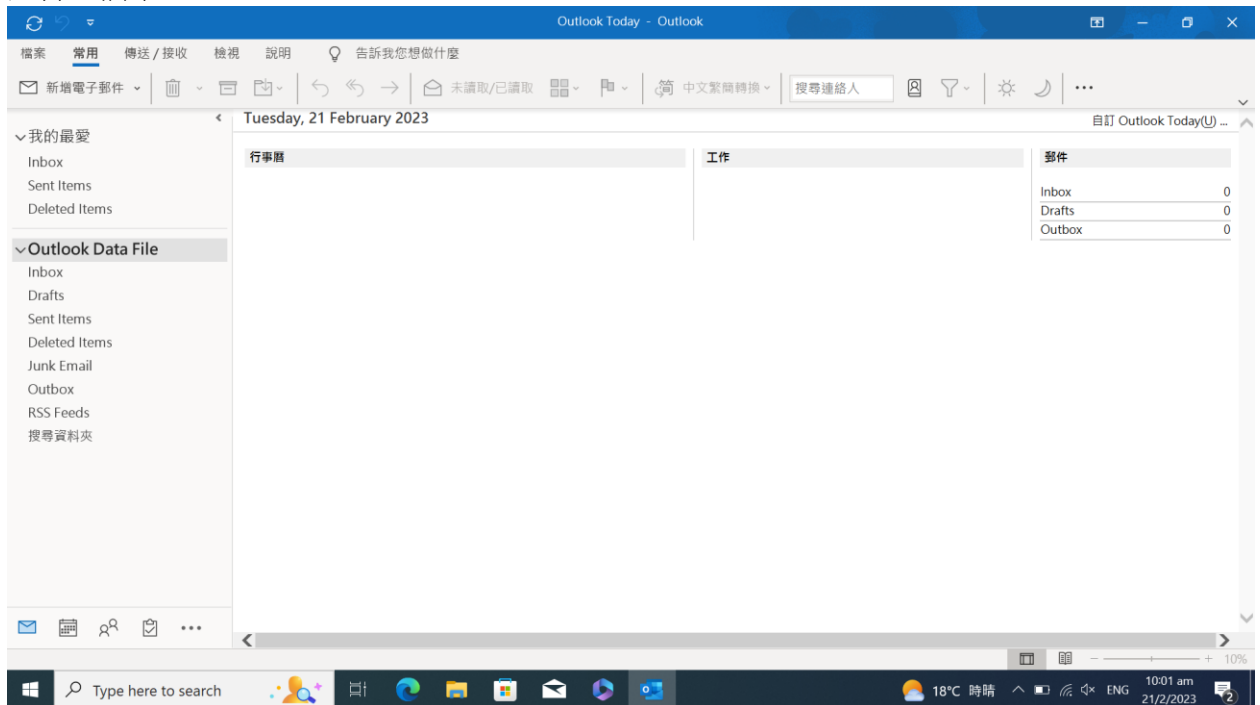 Outlook Today - Outlook
檔案 常用 傳送/接收 檢視 說明 告訴我您想做什麼
新增電子郵件 未讀取/已讀取 簡 中文繁簡轉換 搜尋連絡人
Tuesday, 21 February 2023
自訂 Outlook Today(U) ...
我的最愛
Inbox
Sent Items
Deleted Items
Outlook Data File
Inbox
Drafts
Sent Items
Deleted Items
Junk Email
Outbox
RSS Feeds
搜尋資料夾
行事曆 工作 郵件
Inbox 0
Drafts 0
Outbox 0
10%
Type here to search
18°C 時晴 ENG
10:01 am
21/2/2023
2